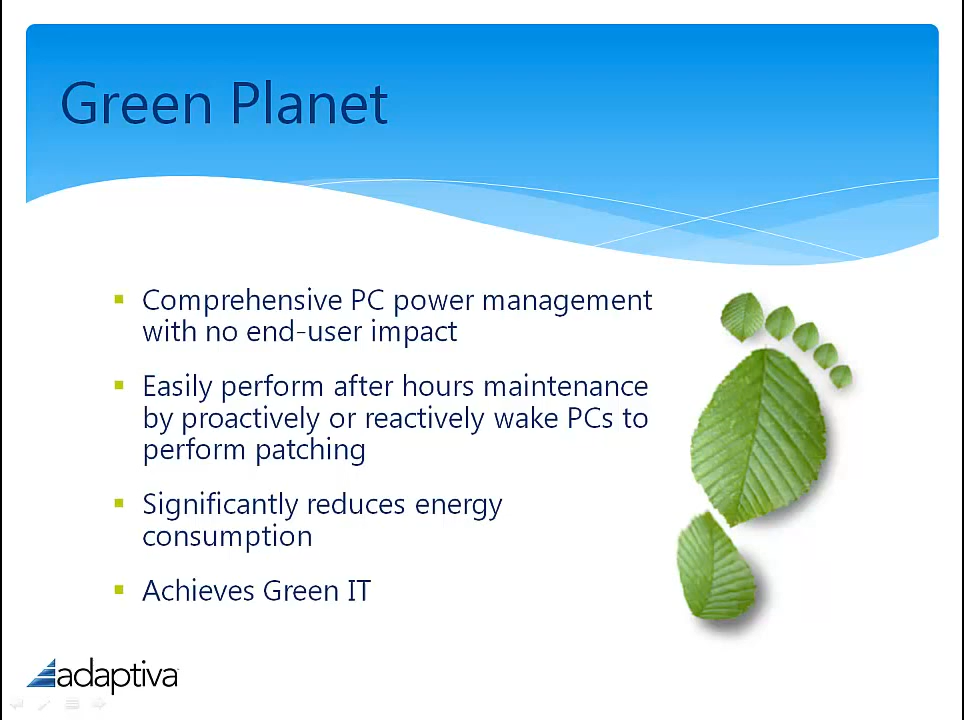 Green Planet
Comprehensive PC power management
with no end-user impact
Easily perform after hours maintenance
by proactively or reactively wake PCs to
perform patching
Significantly reduces energy
consumption
Achieves Green IT
adaptiva